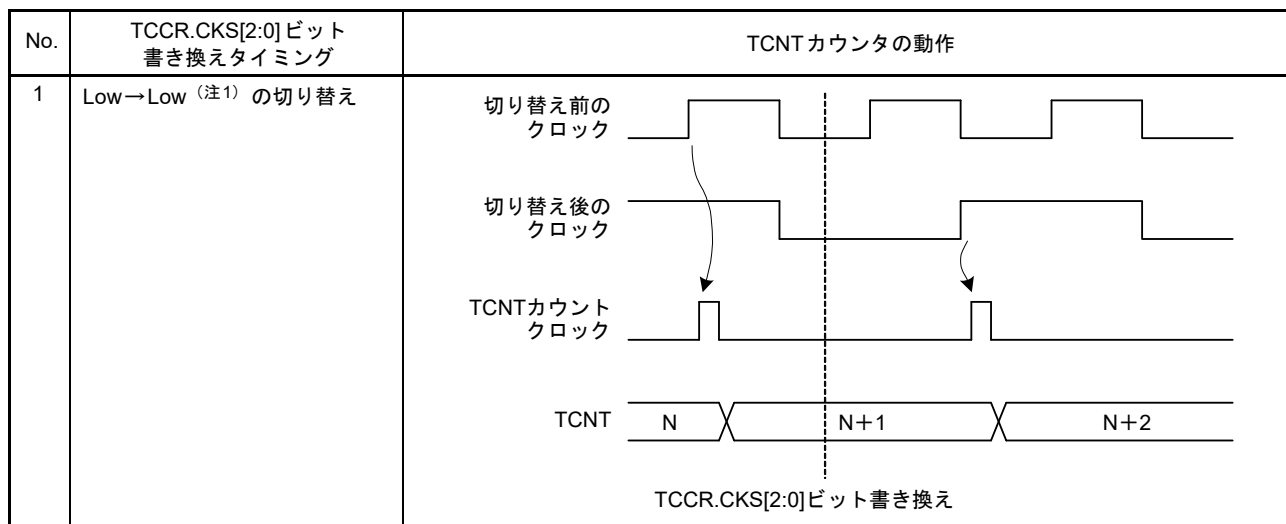 No.
TCCR.CKS[2:0]ビット
書き換えタイミング
TCNTカウンタの動作
1
Low→Low（注1）の切り替え
切り替え前の
クロック
切り替え後の
クロック
TCNTカウント
クロック
TCNT
N
N＋1
N＋2
TCCR.CKS[2:0]ビット書き換え